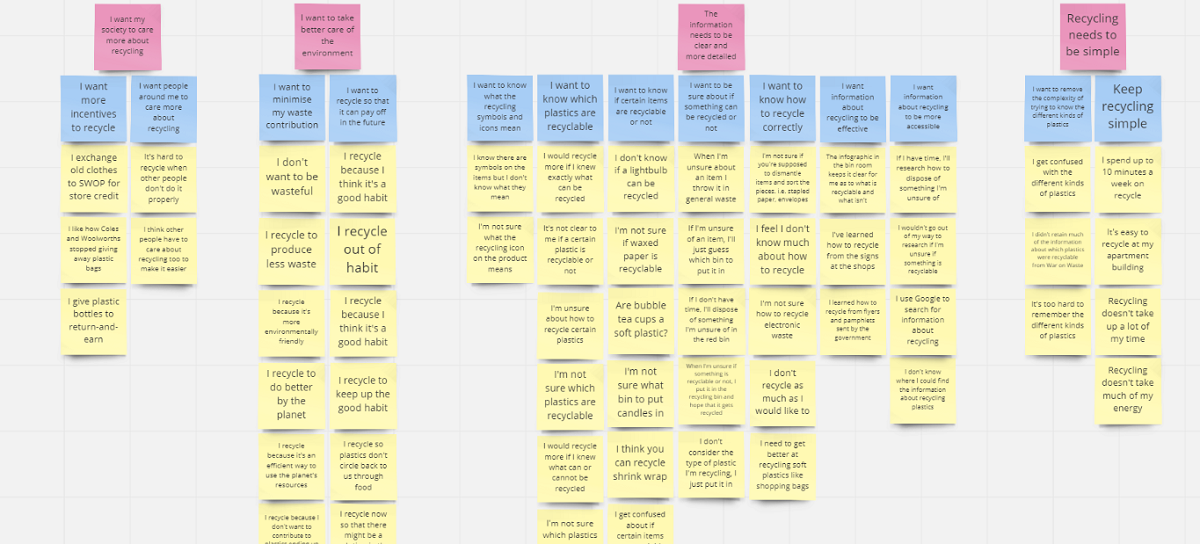 I want my
society to care
more about
recycling
I want more
incentives
to recycle
I exchange
old clothes
to SWOP for
store credit
I like how Coles
and Woolworths
stopped giving
away plastic
bags
I give plastic
bottles to
return-and-
earn
I want people
around me to
care more
about
recycling
It's hard to
recycle when
other people
don't do it
properly
I think other
people have to
care about
recycling too to
make it easier
I want to take
better care of
the
environment
I want to
minimise
my waste
contribution
I don't
want to be
wasteful
I recycle to
produce
less waste
I recycle
because it's
more
environmentally
friendly
I recycle to
do better
by the
planet
I recycle
because it's an
efficient way to
use the planet's
resources
I recycle because I
don't want to
contribute to
I want to
recycle so that
it can pay off
in the future
I recycle
because I
think it's a
good habit
I recycle
out of
habit
I recycle
because I
think it's a
good habit
I recycle to
keep up the
good habit
I recycle so
plastics don't
circle back to
us through
food
I recycle now
so that there
might be a
The
information
needs to be
clear and
more detailed
I want to know
what the
recycling
symbols and
icons mean
I know there are
symbols on the
items but I don't
know what they
mean
I'm not sure
what the
recycling icon
on the product
means
I want to
know which
plastics are
recyclable
I would recycle
more if I knew
exactly what
can be
recycled
It's not clear to
me if a certain
plastic is
recyclable or
not
I'm unsure
about how to
recycle certain
plastics
I'm not
sure which
plastics are
recyclable
I would recycle
more if I knew
what can or
cannot be
recycled
I'm not sure
which plastics
I want to know
if certain items
are recyclable
or not
I don't know
if a lightbulb
can be
recycled
I'm not sure
if waxed
paper is
recyclable
Are bubble
tea cups a
soft plastic?
I'm not
sure what
bin to put
candles in
I think you
can recycle
shrink wrap
I get confused
about if
certain items
I want to be
sure about if
something can
be recycled or
not
When I'm
unsure about
an item I
throw it in
general waste
If I'm unsure
of an item, I'll
just guess
which bin to
put it in
If I don't have
time, I'll dispose
of something
I'm unsure of in
the red bin
When I'm unsure if
something is
recyclable or not, I
put it in the
recycling bin and
hope that it gets
recycled
I don't
consider the
type of plastic
I'm recycling, I
just put it in
I want to
know how
to recycle
correctly
I'm not sure if
you're supposed
to dismantle
items and sort the
pieces. i.e. stapled
paper, envelopes
I feel I don't
know much
about how
to recycle
I'm not sure
how to recycle
electronic
waste
I don't
recycle as
much as I
would like to
I need to get
better at
recycling soft
plastics like
shopping bags
I want
information
about
recycling to be
effective
The infographic in
the bin room
keeps it clear for
me as to what is
recyclable and
what isn't
I've learned
how to recycle
from the signs
at the shops
I learned how to
recycle from flyers
and pamphlets
sent by the
government
I want
information
about recycling
to be more
accessible
If I have time, I'll
research how to
dispose of
something I'm
unsure of
I wouldn't go out
of my way to
research if I'm
unsure if
something is
recyclable
I use Google to
search for
information
about
recycling
I don't know
where I could find
the information
about recycling
plastics
Recycling
needs to
be simple
I want to remove
the complexity of
trying to know the
different kinds of
plastics
I get confused
with the
different kinds
of plastics
I didn't retain much
of the information
about which plastics
were recyclable
from War on Waste
It's too hard to
remember the
different kinds
of plastics
Keep
recycling
simple
I spend up to
10 minutes a
week on
recycle
It's easy to
recycle at my
apartment
building
Recycling
doesn't take
up a lot of
my time
Recycling
doesn't take
much of my
energy